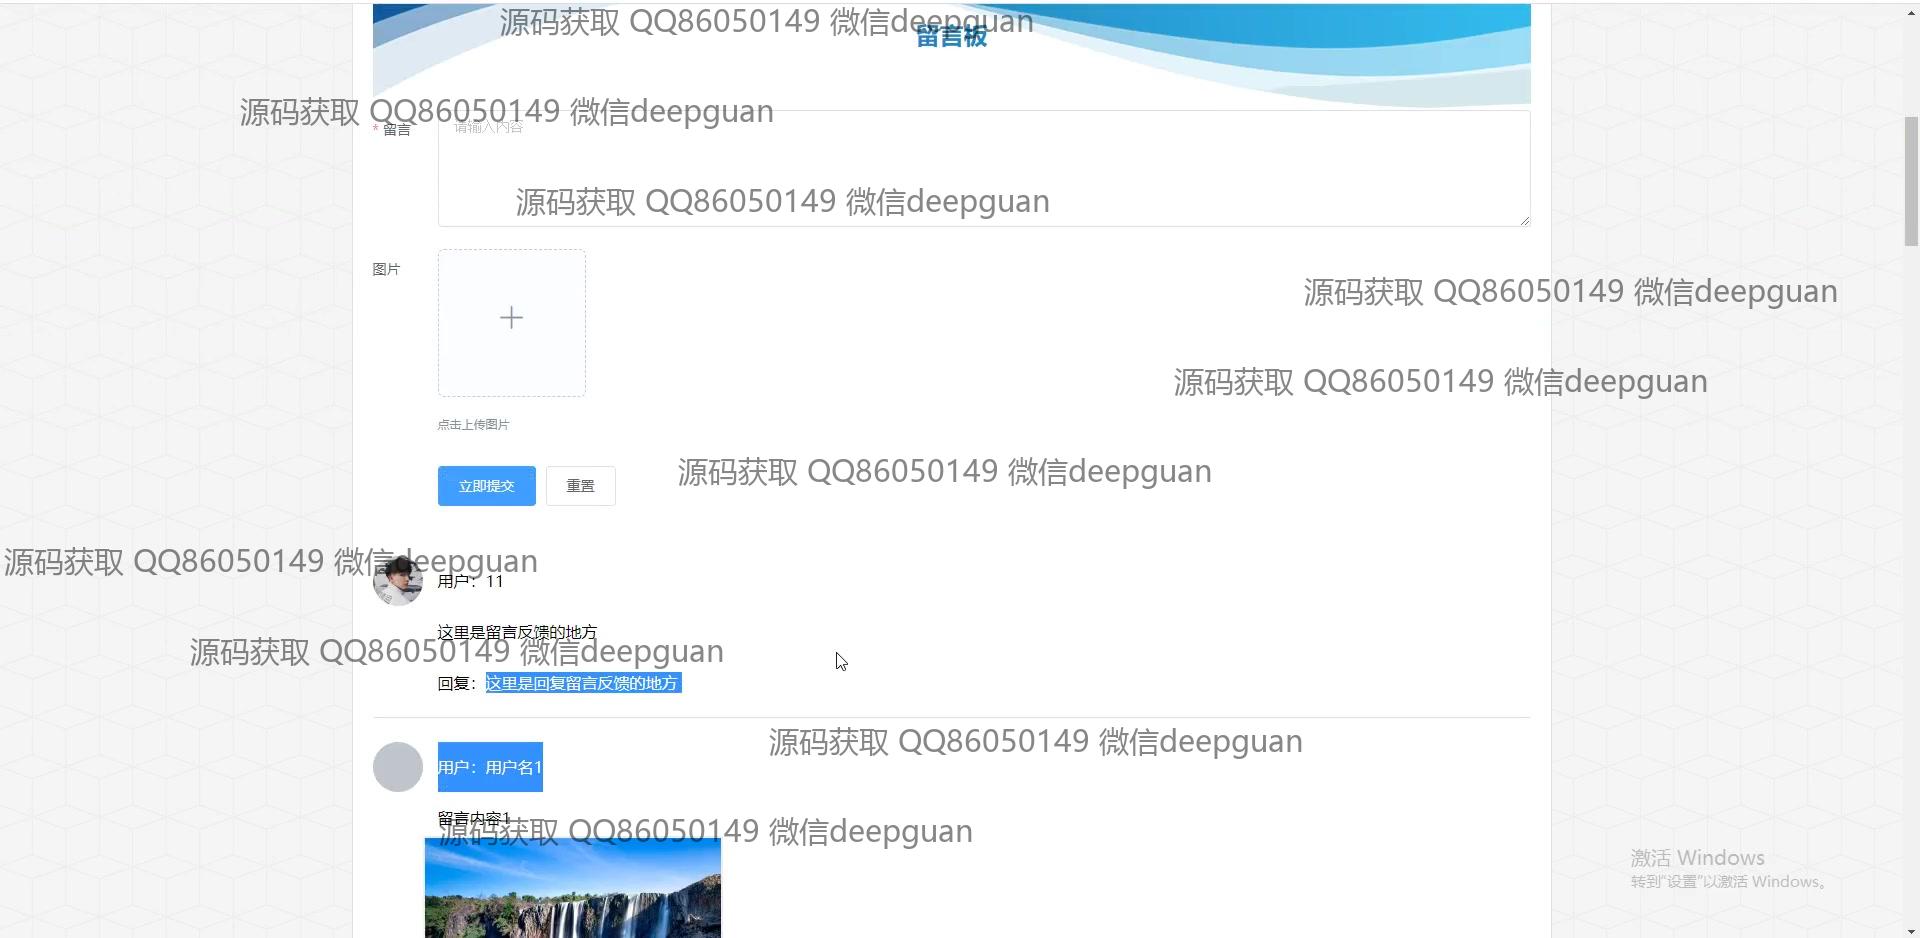 源码获取 QQ86050149 微信deepguan
留言板
源码获取 QQ86050149 微信deepguan
* 留言
请输入内容
源码获取 QQ86050149 微信deepguan
图片
源码获取 QQ86050149 微信deepguan
源码获取 QQ86050149 微信deepguan
点击上传图片
源码获取 QQ86050149 微信deepguan
立即提交
重置
源码获取 QQ86050149 微信deepguan
用户：11
这里是留言反馈的地方
源码获取 QQ86050149 微信deepguan
回复：这里是回复留言反馈的地方
源码获取 QQ86050149 微信deepguan
用户：用户名1
留言内容1
源码获取 QQ86050149 微信deepguan
激活 Windows
转到"设置"以激活 Windows。